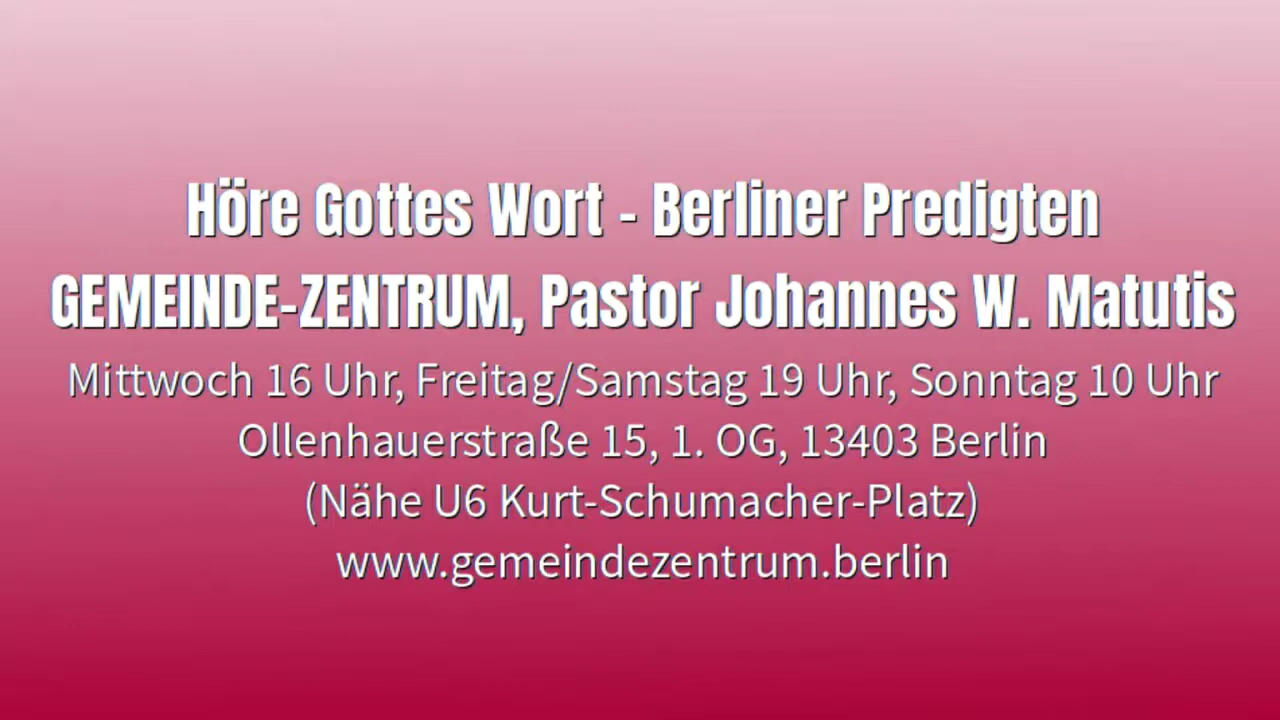 Höre Gottes Wort - Berliner Predigten
GEMEINDE-ZENTRUM, Pastor Johannes W. Matutis
Mittwoch 16 Uhr, Freitag/Samstag 19 Uhr, Sonntag 10 Uhr
Ollenhauerstraße 15, 1. OG, 13403 Berlin
(Nähe U6 Kurt-Schumacher-Platz)
www.gemeindezentrum.berlin